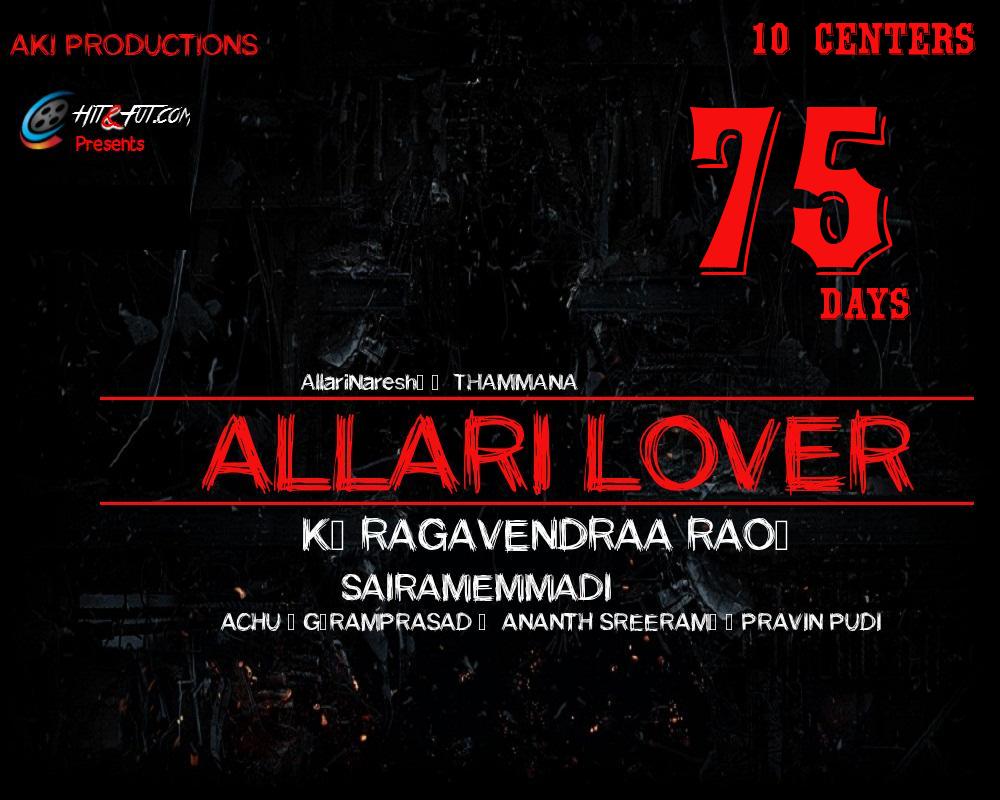 AKI PRODUCTIONS
10 CENTERS
HIT&FUT.COM
Presents
75
DAYS
AllariNaresh▯ ▯ THAMMANA
ALLARI LOVER
K▯ RAGAVENDRAA RAO▯
SAIRAMEMMADI
ACHU ▯ G▯RAMPRASAD ▯ ANANTH SREERAM▯ ▯ PRAVIN PUDI